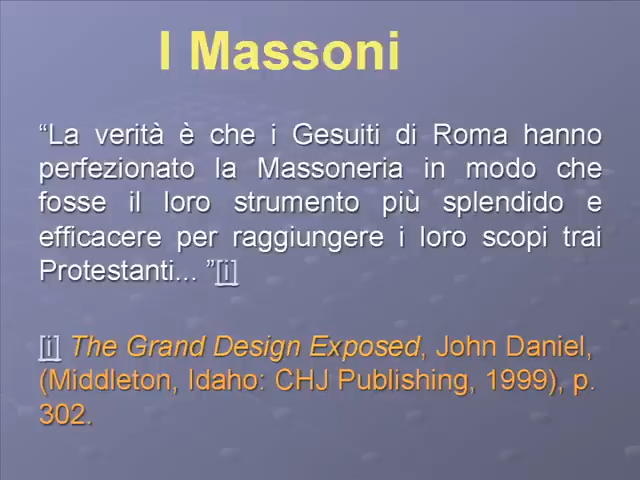 I Massoni
“La verità è che i Gesuiti di Roma hanno
perfezionato la Massoneria in modo che
fosse il loro strumento più splendido e
efficacere per raggiungere i loro scopi trai
Protestanti... ”[i]
[i] The Grand Design Exposed, John Daniel,
(Middleton, Idaho: CHJ Publishing, 1999), p.
302.